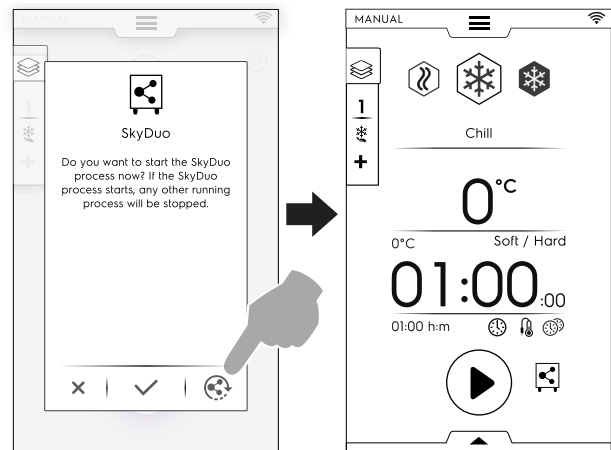 MANUAL
SkyDuo
Do you want to start the SkyDuo
process now? If the SkyDuo
process starts, any other running
process will be stopped.
1
MANUAL
1
Chill
0°C
0°C
Soft / Hard
01:00:00
01:00 h:m